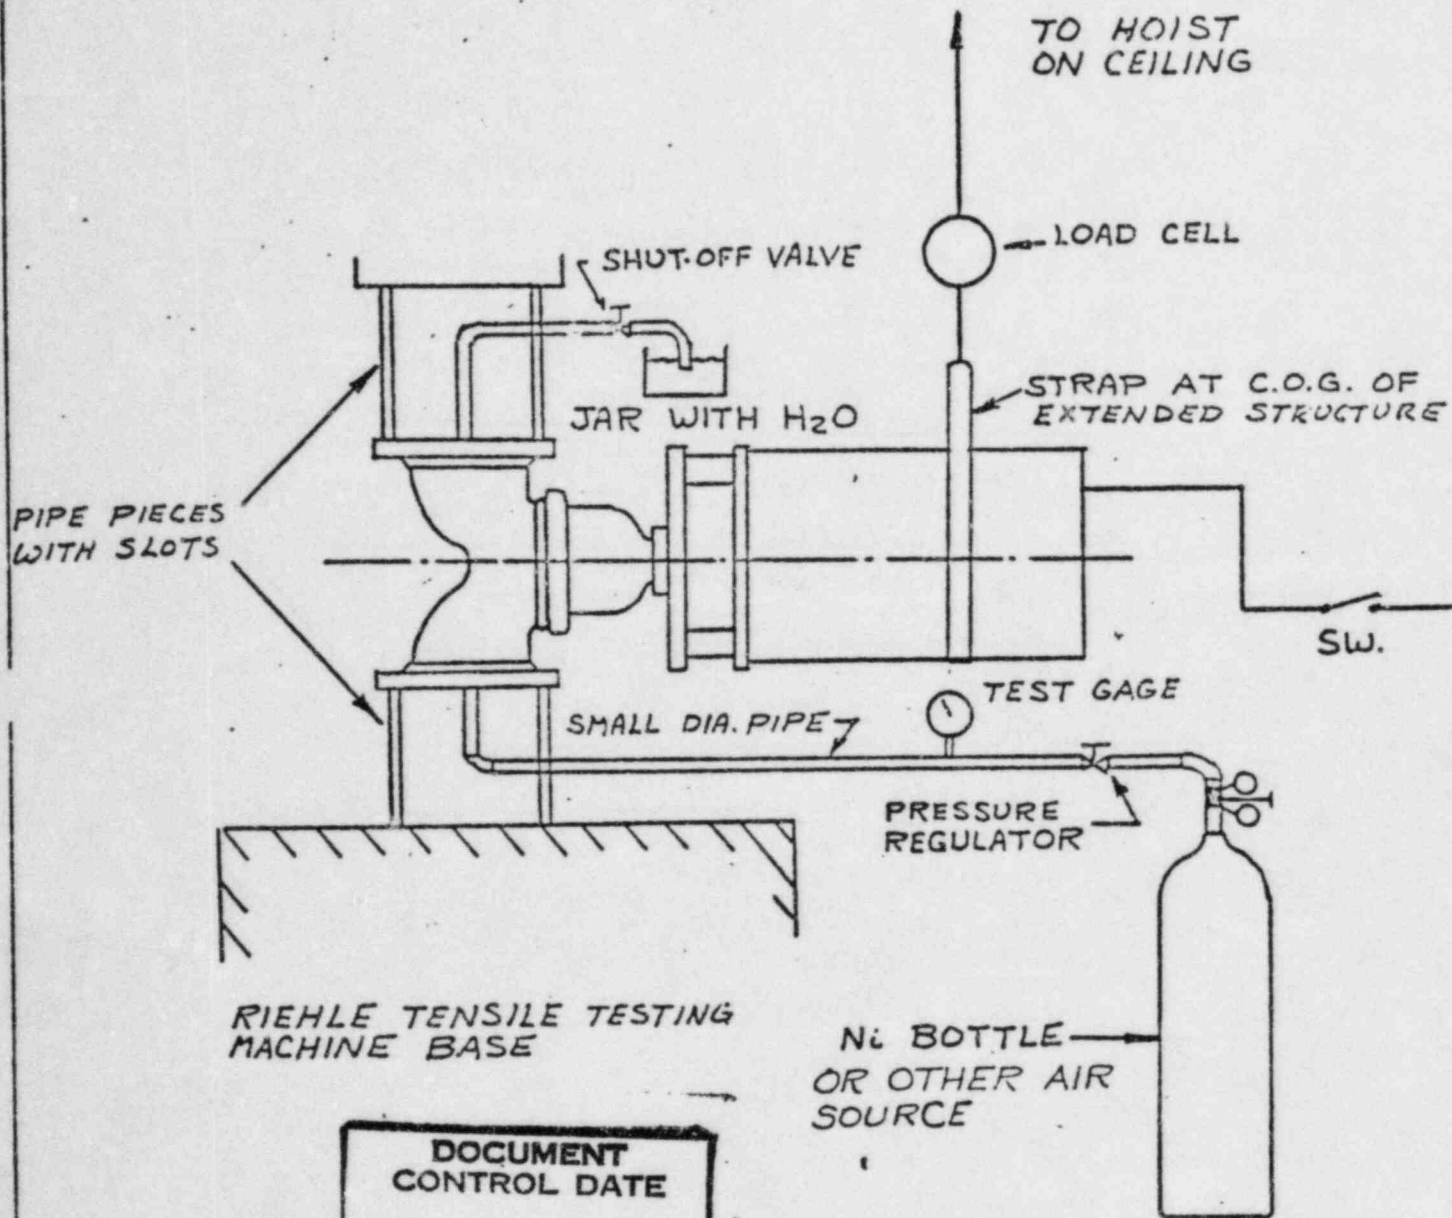 TO HOIST
ON CEILING
SHUT-OFF VALVE
LOAD CELL
STRAP AT C.O.G. OF
EXTENDED STRUCTURE
JAR WITH H2O
PIPE PIECES
WITH SLOTS
SW.
TEST GAGE
SMALL DIA. PIPE
PRESSURE
REGULATOR
RIEHLE TENSILE TESTING
MACHINE BASE
Ni BOTTLE
OR OTHER AIR
SOURCE
DOCUMENT
CONTROL DATE